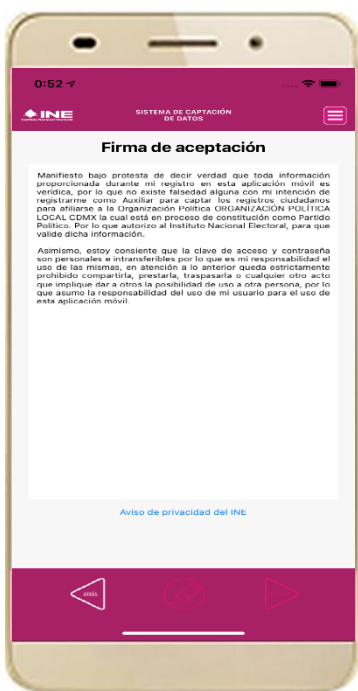 0:52
INE
SISTEMA DE CAPTACIÓN
DE DATOS
Firma de aceptación
Manifiesto bajo protesta de decir verdad que toda información
proporcionada durante mi registro en esta aplicación móvil es
verídica, por lo que no existe falsedad alguna con mi intención de
registrarme como Auxiliar para captar los registros ciudadanos
para afiliarse a la Organización Política ORGANIZACIÓN POLÍTICA
LOCAL CDMX la cual está en proceso de constitución como Partido
Político. Por lo que autorizo al Instituto Nacional Electoral, para que
valide dicha información.
Asimismo, estoy consiente que la clave de acceso y contraseña
son personales e intransferibles por lo que es mi responsabilidad el
uso de las mismas, en atención a lo anterior queda estrictamente
prohibido compartirla, prestarla, traspasarla o cualquier otro acto
que implique dar a otros la posibilidad de uso a otra persona, por lo
que asumo la responsabilidad del uso de mi usuario para el uso de
esta aplicación móvil.
Aviso de privacidad del INE
ATRÁS